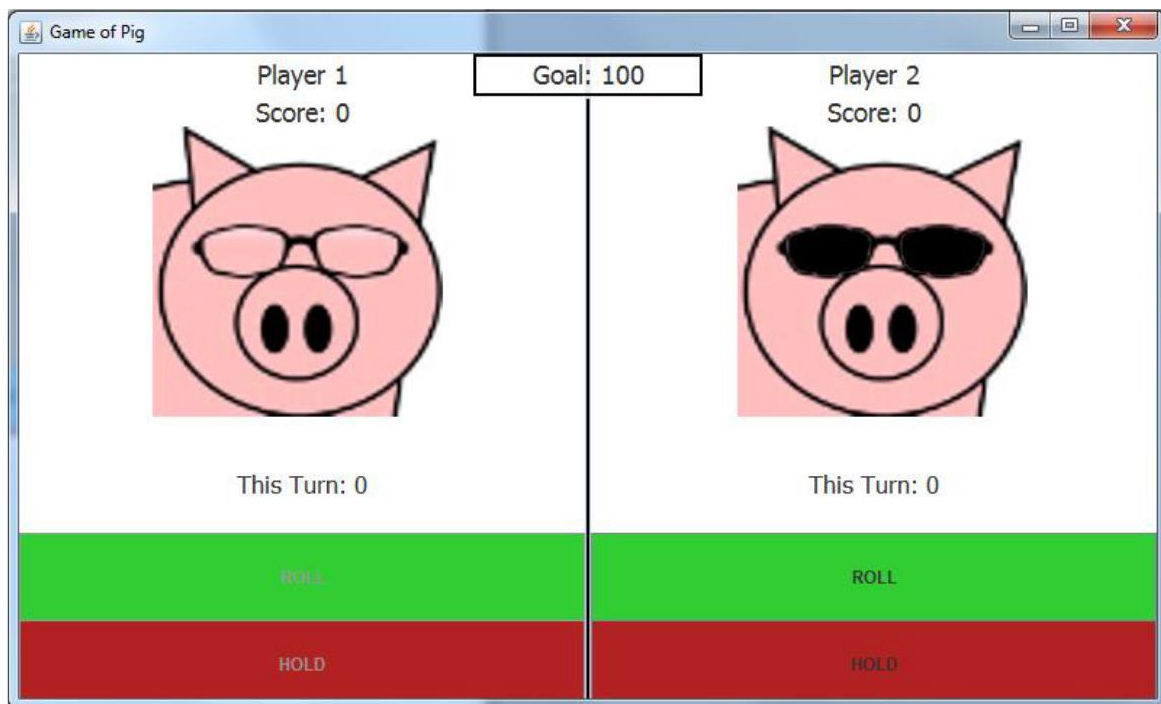 Game of Pig
Goal: 100
Player 1
Score: 0
This Turn: 0
ROLL
HOLD
Player 2
Score: 0
This Turn: 0
ROLL
HOLD